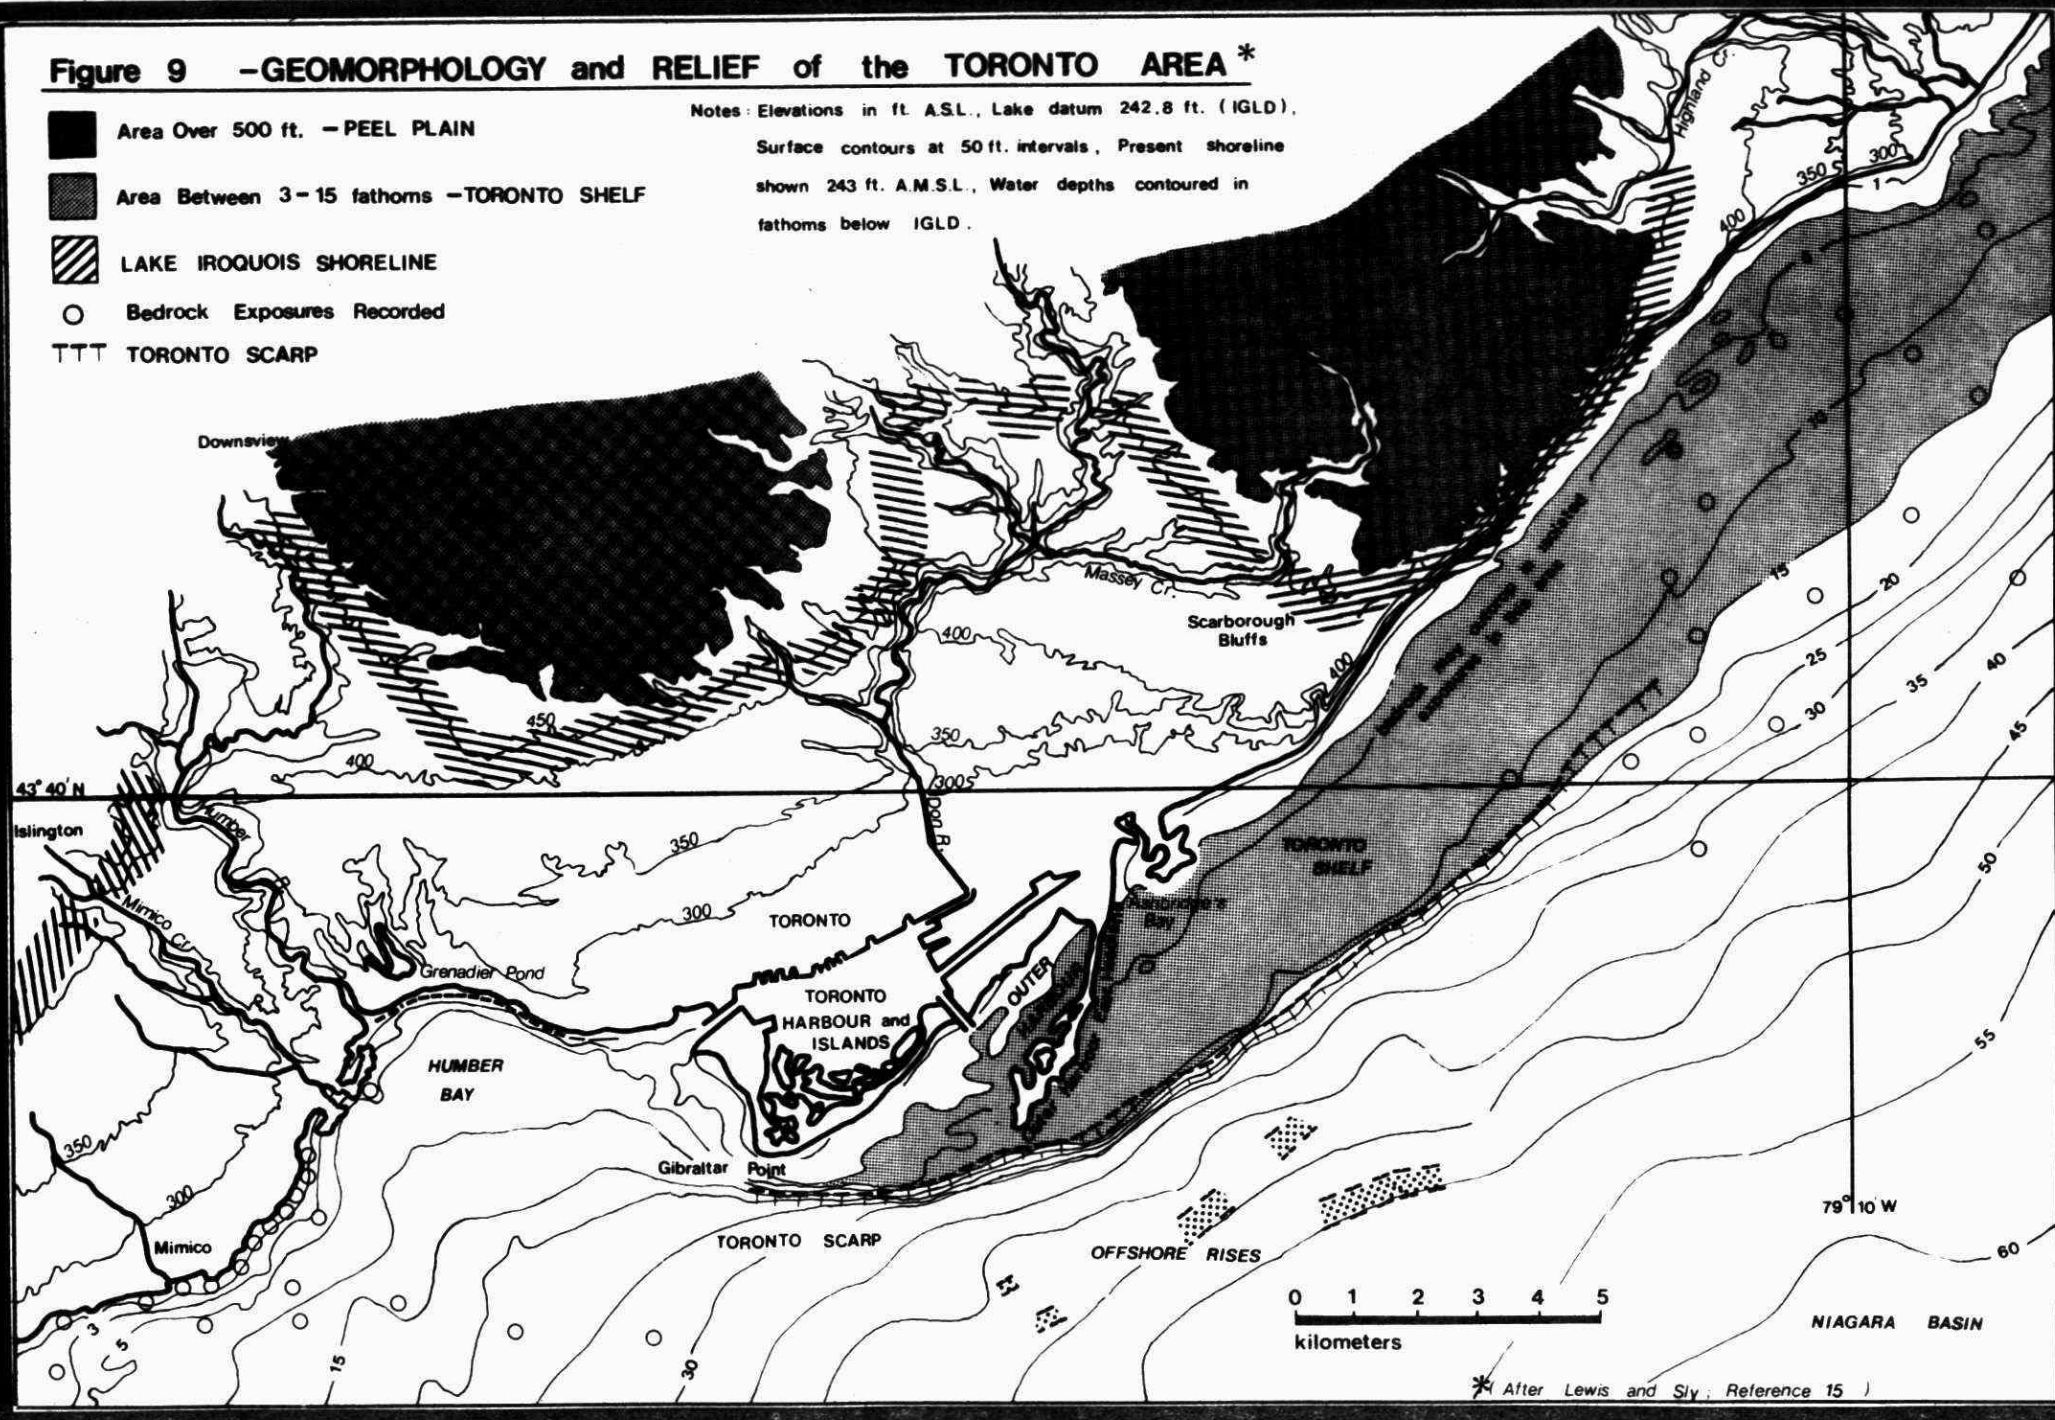 Figure 9 -GEOMORPHOLOGY and RELIEF of the TORONTO AREA*
Area Over 500 ft. - PEEL PLAIN
Area Between 3-15 fathoms -TORONTO SHELF
LAKE IROQUOIS SHORELINE
Bedrock Exposures Recorded
TORONTO SCARP
Notes: Elevations in ft. A.S.L., Lake datum 242.8 ft. (IGLD).
Surface contours at 50 ft. intervals, Present shoreline
shown 243 ft. A.M.S.L., Water depths contoured in
fathoms below IGLD.
Highland Cr.
300
350
1
400
Downsview
10
Massey Cr.
15
20
Scarborough
Bluffs
400
400
25
40
35
30
450
350
45
400
300
43°40'N
Islington
Humber
Don R.
350
TORONTO
SHELF
50
Mimico Cr.
300
TORONTO
Ashbridge's
Bay
Grenadier Pond
OUTER
HARBOUR
TORONTO
HARBOUR and
ISLANDS
55
HUMBER
BAY
350
Gibraltar Point
300
79°10'W
Mimico
TORONTO SCARP
OFFSHORE RISES
60
0 1 2 3 4 5
kilometers
NIAGARA BASIN
3
5
15
30
*( After Lewis and Sly; Reference 15 )